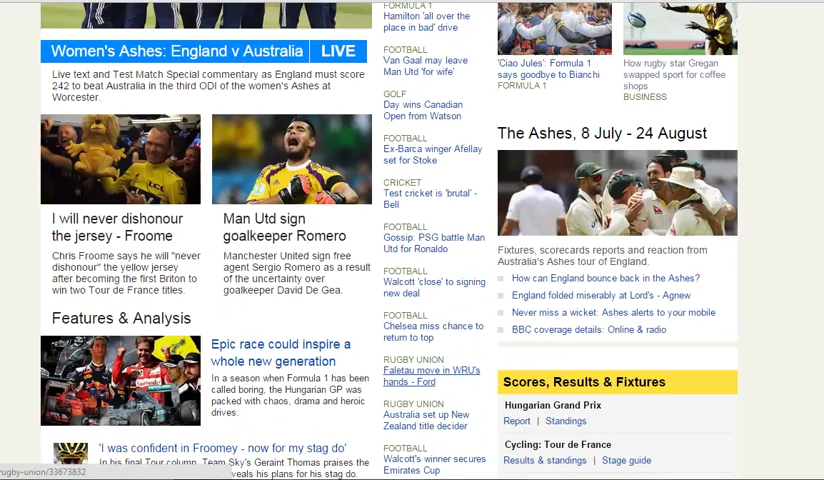 Women's Ashes: England v Australia LIVE
Live text and Test Match Special commentary as England must score
242 to beat Australia in the third ODI of the women's Ashes at
Worcester.
I will never dishonour
the jersey - Froome
Chris Froome says he will "never
dishonour" the yellow jersey
after becoming the first Briton to
win two Tour de France titles.
Man Utd sign
goalkeeper Romero
Manchester United sign free
agent Sergio Romero as a result
of the uncertainty over
goalkeeper David De Gea.
Features & Analysis
Epic race could inspire a
whole new generation
In a season when Formula 1 has been
called boring, the Hungarian GP was
packed with chaos, drama and heroic
drives.
'I was confident in Froomey - now for my stag do'
In his final Tour column, Team Sky's Geraint Thomas praises the
reveals his plans for his stag do.
rugby-union/33673832
FORMULA 1
Hamilton 'all over the
place in bad' drive
FOOTBALL
Van Gaal may leave
Man Utd 'for wife'
GOLF
Day wins Canadian
Open from Watson
FOOTBALL
Ex-Barca winger Afellay
set for Stoke
CRICKET
Test cricket is 'brutal' -
Bell
FOOTBALL
Gossip: PSG battle Man
Utd for Ronaldo
FOOTBALL
Walcott 'close' to signing
new deal
FOOTBALL
Chelsea miss chance to
return to top
RUGBY UNION
Faletau move in WRU's
hands - Ford
RUGBY UNION
Australia set up New
Zealand title decider
FOOTBALL
Walcott's winner secures
Emirates Cup
'Ciao Jules': Formula 1
says goodbye to Bianchi
FORMULA 1
How rugby star Gregan
swapped sport for coffee
shops
BUSINESS
The Ashes, 8 July - 24 August
Fixtures, scorecards reports and reaction from
Australia's Ashes tour of England.
How can England bounce back in the Ashes?
England folded miserably at Lord's - Agnew
Never miss a wicket: Ashes alerts to your mobile
BBC coverage details: Online & radio
Scores, Results & Fixtures
Hungarian Grand Prix
Report | Standings
Cycling: Tour de France
Results & standings | Stage guide